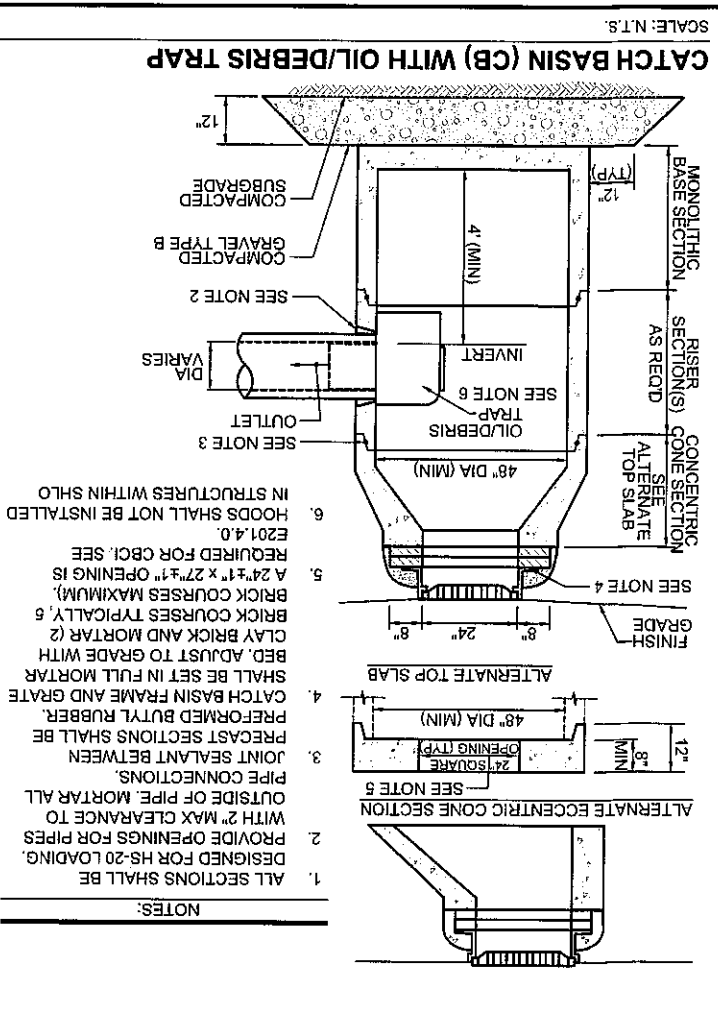 NOTES:
1. ALL SECTIONS SHALL BE
DESIGNED FOR HS-20 LOADING.
2. PROVIDE OPENINGS FOR PIPES
WITH 2" MAX CLEARANCE TO
OUTSIDE OF PIPE. MORTAR ALL
PIPE CONNECTIONS.
3. JOINT SEALANT BETWEEN
PRECAST SECTIONS SHALL BE
PREFORMED BUTYL RUBBER.
4. CATCH BASIN FRAME AND GRATE
SHALL BE SET IN FULL MORTAR
BED. ADJUST TO GRADE WITH
CLAY BRICK AND MORTAR (2
BRICK COURSES TYPICALLY, 5
BRICK COURSES MAXIMUM).
5. A 24"±1" x 27"±1" OPENING IS
REQUIRED FOR CBCI. SEE
E201.4.0.
6. HOODS SHALL NOT BE INSTALLED
IN STRUCTURES WITHIN SHLO
ALTERNATE ECCENTRIC CONE SECTION
SEE NOTE 5
24" SQUARE
OPENING (TYP)
8"
MIN
12"
48" DIA (MIN)
ALTERNATE TOP SLAB
FINISH
GRADE
8"
24"
8"
SEE NOTE 4
CONCENTRIC
CONE SECTION
SEE
ALTERNATE
TOP SLAB
48" DIA (MIN)
SEE NOTE 3
OIL/DEBRIS
TRAP
SEE NOTE 6
OUTLET
RISER
SECTION(S)
AS REQ'D
INVERT
DIA
VARIES
SEE NOTE 2
4' (MIN)
MONOLITHIC
BASE SECTION
12"
(TYP)
COMPACTED
GRAVEL TYPE B
COMPACTED
SUBGRADE
12"
CATCH BASIN (CB) WITH OIL/DEBRIS TRAP
SCALE: N.T.S.